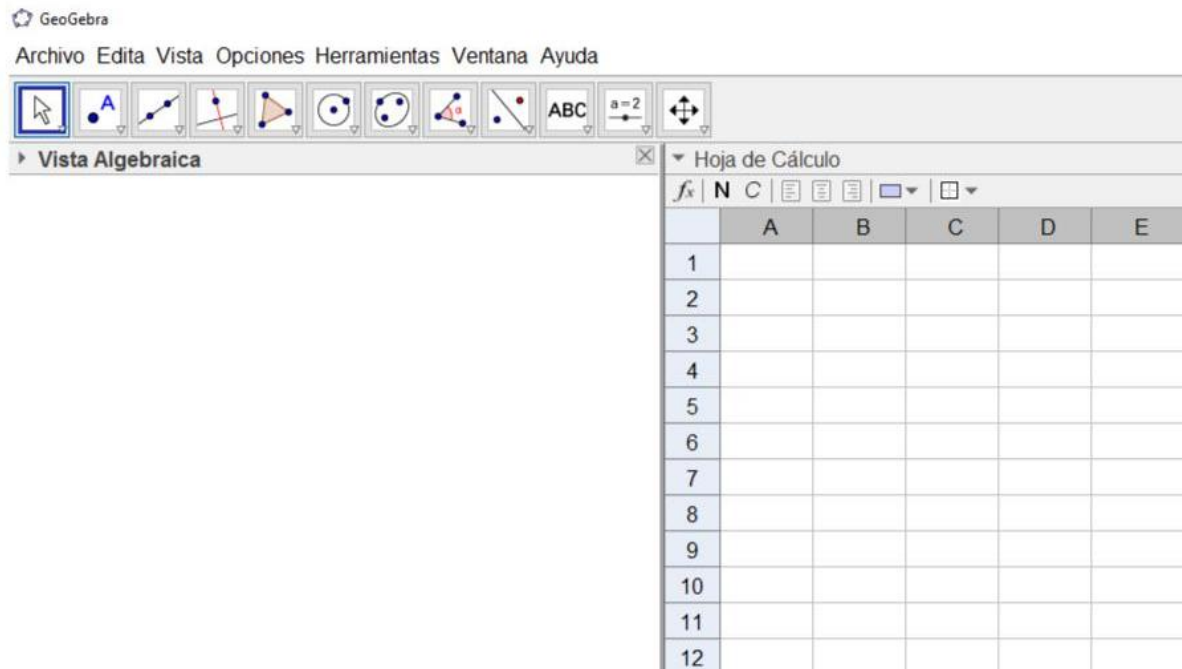 GeoGebra
Archivo Edita Vista Opciones Herramientas Ventana Ayuda
A α ABC a=2
Vista Algebraica
Hoja de Cálculo
fx N C
A B C D E
1
2
3
4
5
6
7
8
9
10
11
12